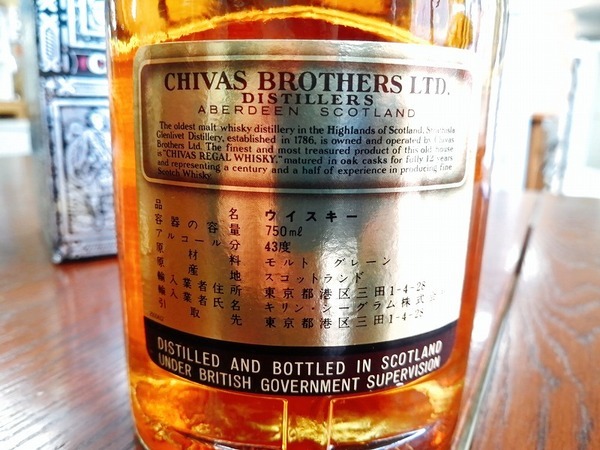 CHIVAS BROTHERS LTD.
DISTILLERS
ABERDEEN SCOTLAND
The oldest malt whisky distillery in the Highlands of Scotland, Strathisla
Glenlivet Distillery, established in 1786, is owned and operated by Chivas
Brothers Ltd. The finest and most treasured product of this old house
is "CHIVAS REGAL WHISKY," matured in oak casks for fully 12 years
and representing a century and a half of experience in producing fine
Scotch Whisky.
品名 ウイスキー
容器の容量 750mℓ
アルコール分 43度
原材料 モルト、グレーン
原産地 スコットランド
輸入業者住所 東京都港区三田1-4-28
輸入業者氏名 キリン・シーグラム株式
引取先 東京都港区三田1-4-28
DISTILLED AND BOTTLED IN SCOTLAND
UNDER BRITISH GOVERNMENT SUPERVISION